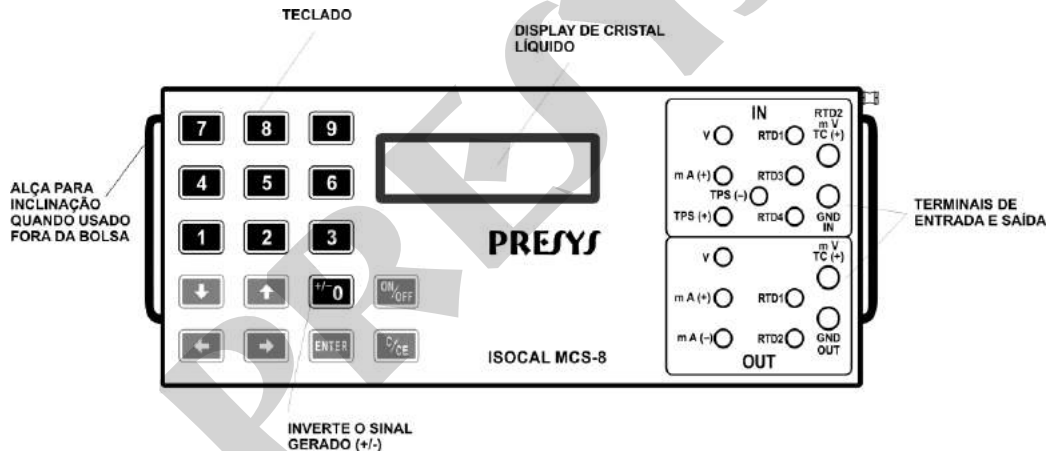 TECLADO
DISPLAY DE CRISTAL
LÍQUIDO
ALÇA PARA
INCLINAÇÃO
QUANDO USADO
FORA DA BOLSA
7 8 9
4 5 6
1 2 3
+/-0 ON/OFF
ENTER C/CE
PRESYS
ISOCAL MCS-8
IN
V
RTD1
RTD2
m V
TC (+)
m A (+)
RTD3
TPS (–)
TPS (+)
RTD4
GND
IN
V
m V
TC (+)
m A (+)
RTD1
m A (–)
RTD2
GND
OUT
OUT
TERMINAIS DE
ENTRADA E SAÍDA
INVERTE O SINAL
GERADO (+/-)
PRESYS